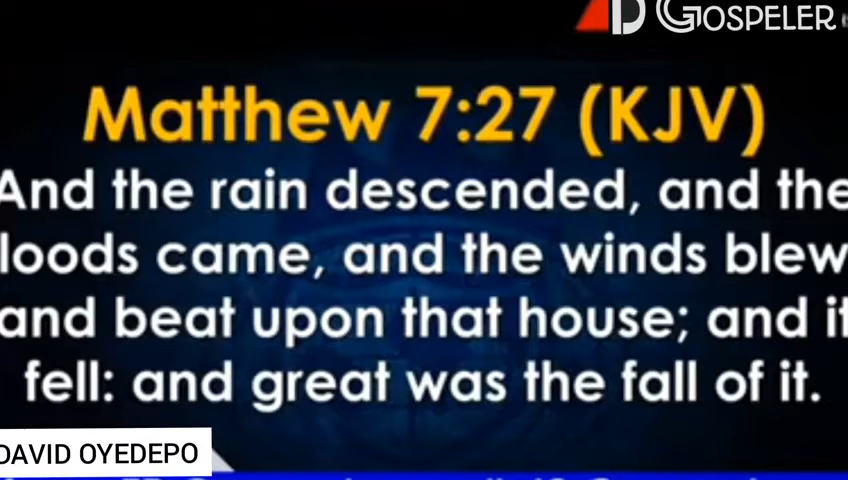 D GOSPELER
Matthew 7:27 (KJV)
And the rain descended, and the
loods came, and the winds blew
and beat upon that house; and it
fell: and great was the fall of it.
DAVID OYEDEPO